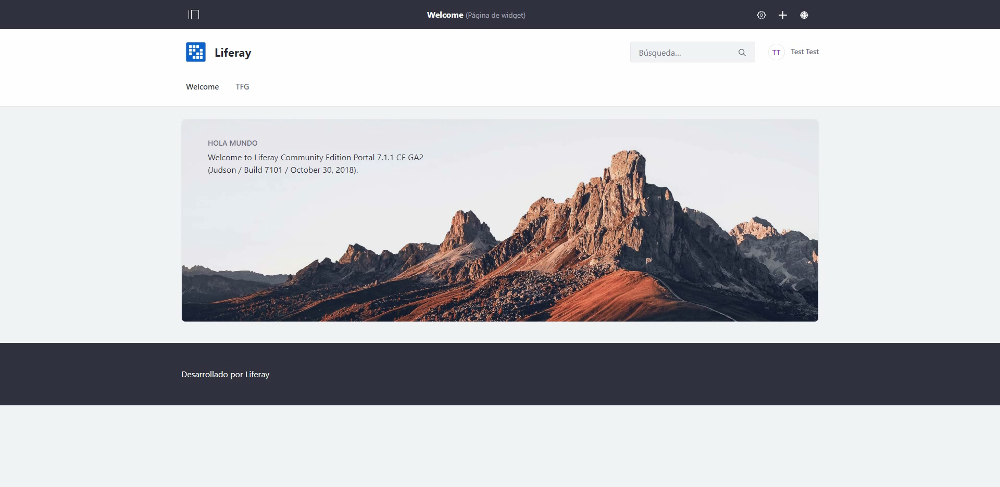 Welcome (Página de widget)
Liferay
Búsqueda...
TT Test Test
Welcome TFG
HOLA MUNDO
Welcome to Liferay Community Edition Portal 7.1.1 CE GA2
(Judson / Build 7101 / October 30, 2018).
Desarrollado por Liferay